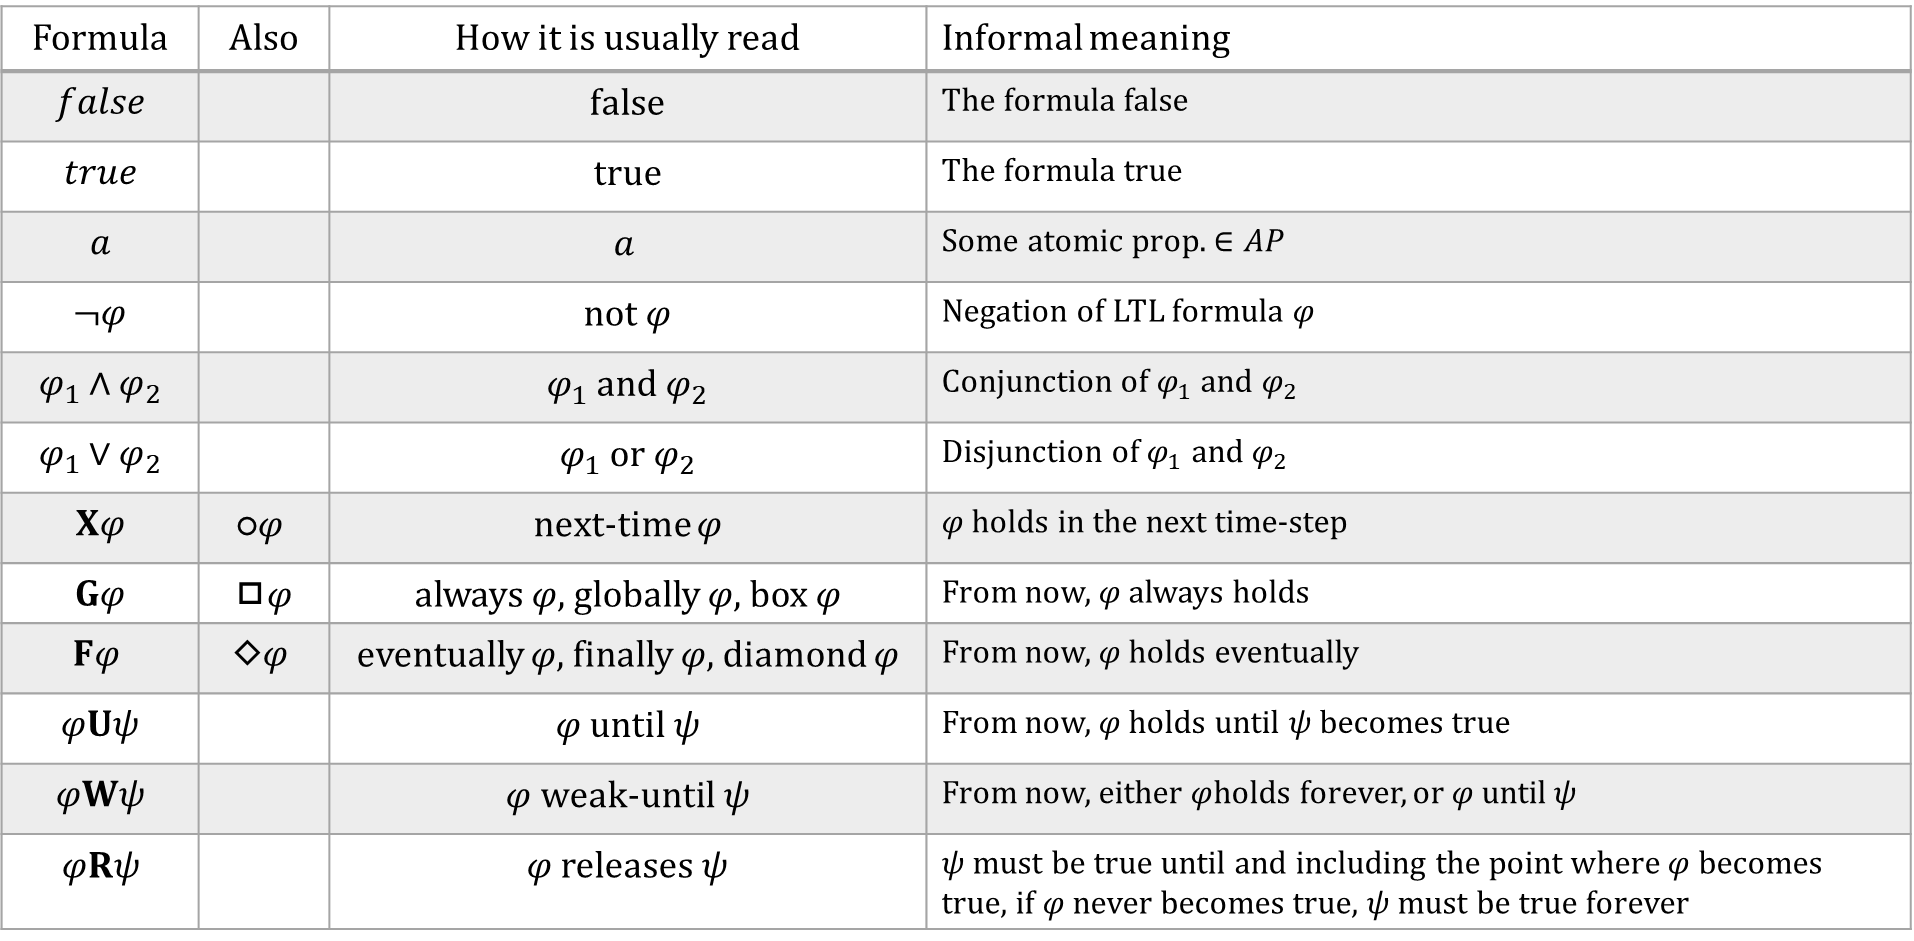 Formula Also How it is usually read Informal meaning
false false The formula false
true true The formula true
a a Some atomic prop. ∈ AP
¬φ not φ Negation of LTL formula φ
φ₁ ∧ φ₂ φ₁ and φ₂ Conjunction of φ₁ and φ₂
φ₁ ∨ φ₂ φ₁ or φ₂ Disjunction of φ₁ and φ₂
Xφ ○φ next-time φ φ holds in the next time-step
Gφ □φ always φ, globally φ, box φ From now, φ always holds
Fφ ◇φ eventually φ, finally φ, diamond φ From now, φ holds eventually
φUψ φ until ψ From now, φ holds until ψ becomes true
φWψ φ weak-until ψ From now, either φholds forever, or φ until ψ
φRψ φ releases ψ ψ must be true until and including the point where φ becomes
true, if φ never becomes true, ψ must be true forever